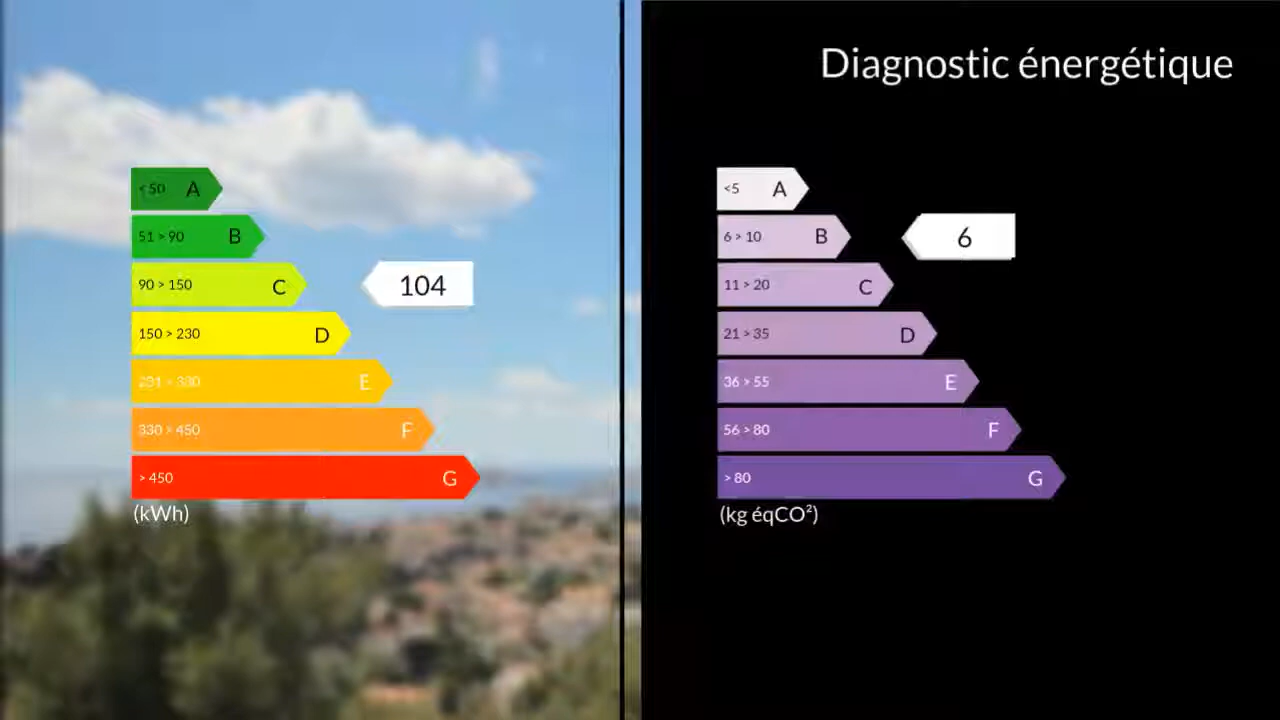 Diagnostic énergétique
< 50 A
51 > 90 B
90 > 150 C
104
150 > 230 D
231 > 330 E
330 > 450 F
> 450 G
(kWh)
<5 A
6 > 10 B
6
11 > 20 C
21 > 35 D
36 > 55 E
56 > 80 F
> 80 G
(kg éqCO²)